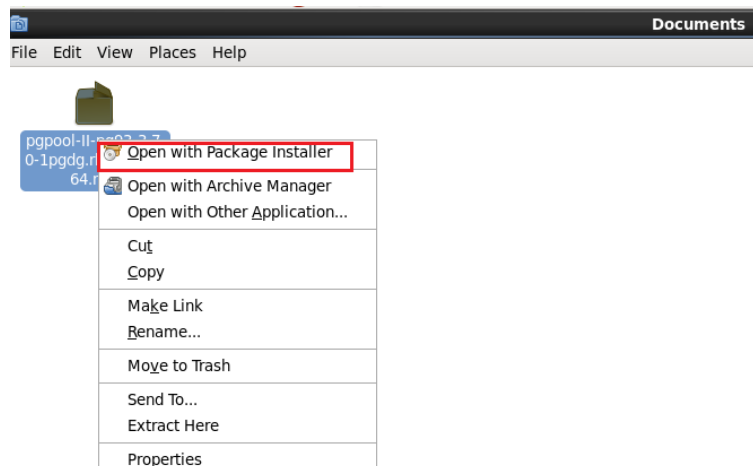 Documents
File Edit View Places Help
pgpool-II-pg93-3.7
0-1pgdg.r
64.r
Open with Package Installer
Open with Archive Manager
Open with Other Application...
Cut
Copy
Make Link
Rename...
Move to Trash
Send To...
Extract Here
Properties